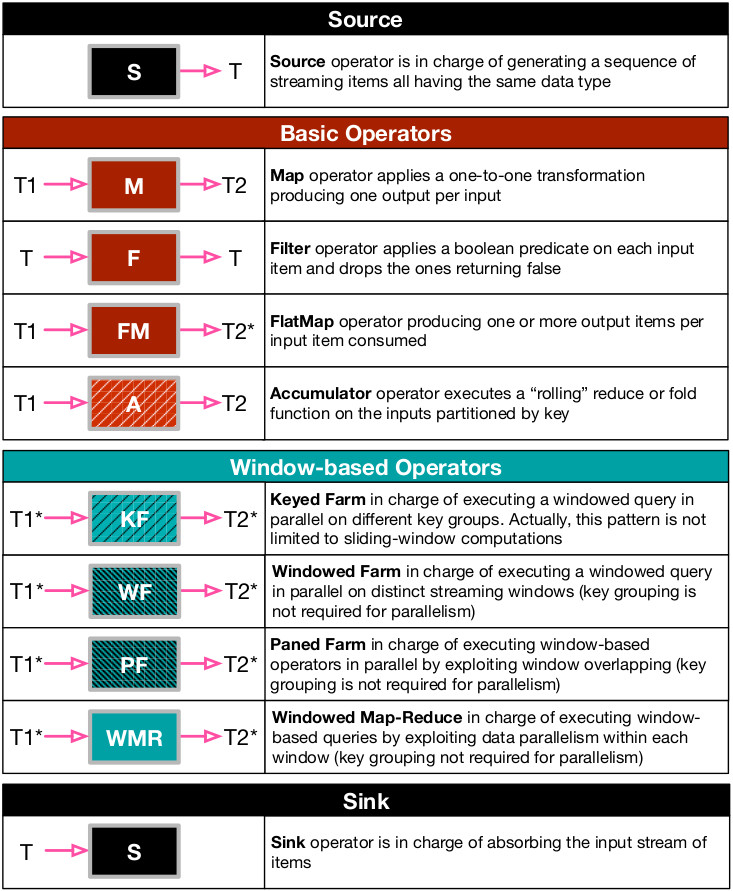 Source
S T
Source operator is in charge of generating a sequence of
streaming items all having the same data type
Basic Operators
T1 M T2
Map operator applies a one-to-one transformation
producing one output per input
T F T
Filter operator applies a boolean predicate on each input
item and drops the ones returning false
T1 FM T2*
FlatMap operator producing one or more output items per
input item consumed
T1 A T2
Accumulator operator executes a “rolling” reduce or fold
function on the inputs partitioned by key
Window-based Operators
T1* KF T2*
Keyed Farm in charge of executing a windowed query in
parallel on different key groups. Actually, this pattern is not
limited to sliding-window computations
T1* WF T2*
Windowed Farm in charge of executing a windowed query
in parallel on distinct streaming windows (key grouping is
not required for parallelism)
T1* PF T2*
Paned Farm in charge of executing window-based
operators in parallel by exploiting window overlapping (key
grouping is not required for parallelism)
T1* WMR T2*
Windowed Map-Reduce in charge of executing window-
based queries by exploiting data parallelism within each
window (key grouping not required for parallelism)
Sink
T S
Sink operator is in charge of absorbing the input stream of
items